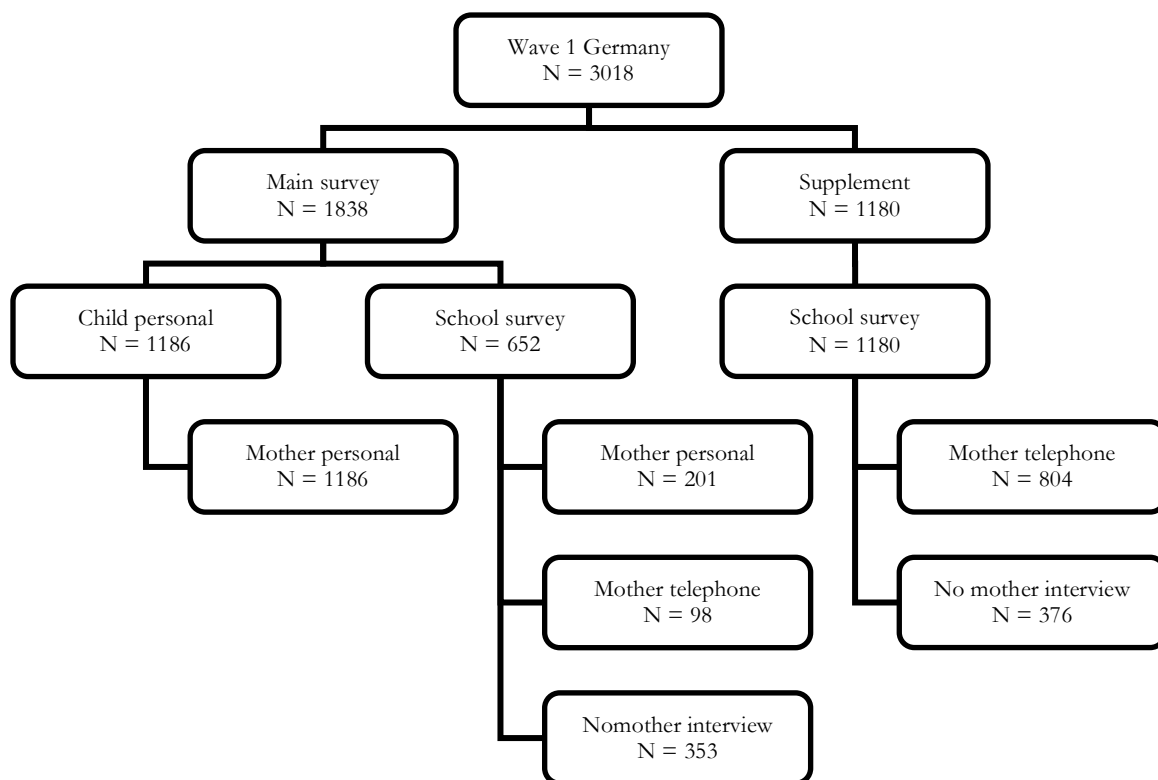 Wave 1 Germany
N = 3018
Main survey
N = 1838
Supplement
N = 1180
Child personal
N = 1186
School survey
N = 652
School survey
N = 1180
Mother personal
N = 1186
Mother personal
N = 201
Mother telephone
N = 804
Mother telephone
N = 98
No mother interview
N = 376
Nomother interview
N = 353